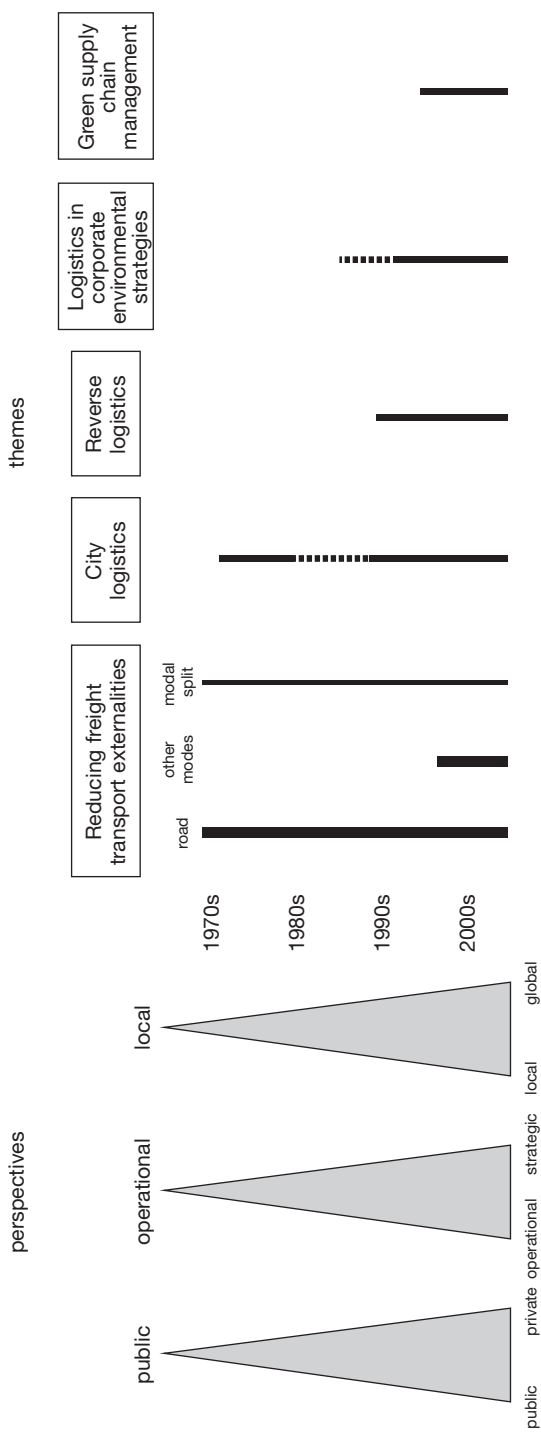 perspectives
themes
public
operational
local
Reducing freight
transport externalities
City
logistics
Reverse
logistics
Logistics in
corporate
environmental
strategies
Green supply
chain
management
road
other
modes
modal
split
1970s
1980s
1990s
2000s
public
private
operational
strategic
local
global